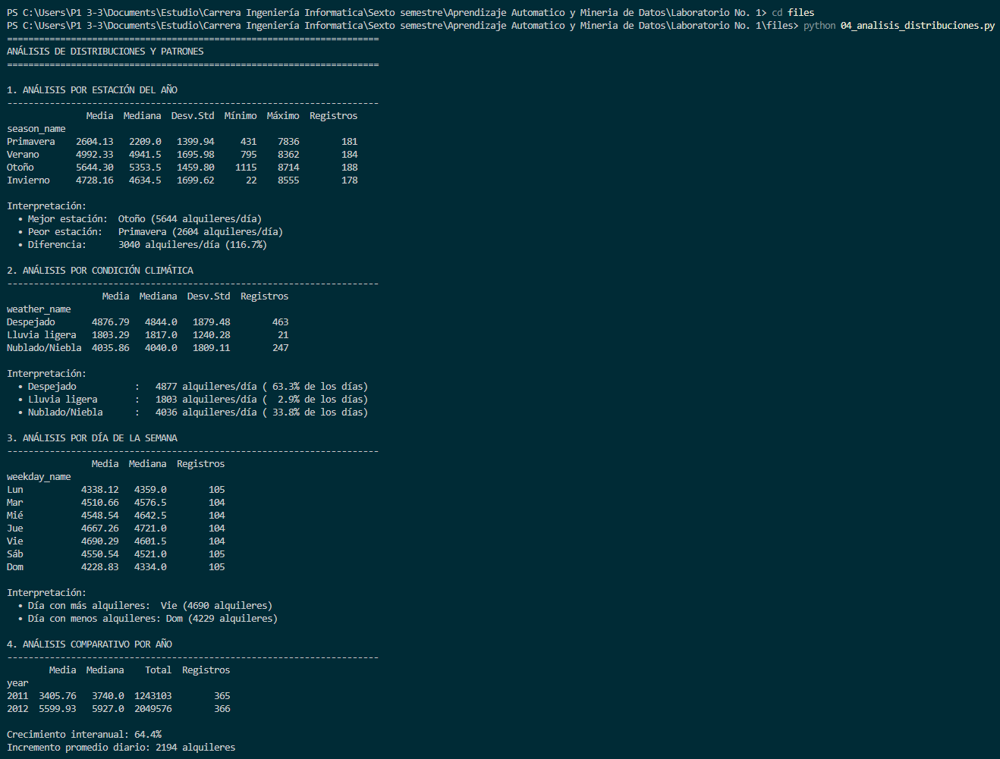 PS C:\Users\P1 3-3\Documents\Estudio\Carrera Ingeniería Informatica\Sexto semestre\Aprendizaje Automatico y Mineria de Datos\Laboratorio No. 1> cd files
PS C:\Users\P1 3-3\Documents\Estudio\Carrera Ingeniería Informatica\Sexto semestre\Aprendizaje Automatico y Mineria de Datos\Laboratorio No. 1\files> python 04_analisis_distribuciones.py
======================================================================
ANÁLISIS DE DISTRIBUCIONES Y PATRONES
======================================================================

1. ANÁLISIS POR ESTACIÓN DEL AÑO
----------------------------------------------------------------------
               Media  Mediana  Desv.Std  Mínimo  Máximo  Registros
season_name
Primavera    2604.13   2209.0   1399.94     431    7836        181
Verano       4992.33   4941.5   1695.98     795    8362        184
Otoño        5644.30   5353.5   1459.80    1115    8714        188
Invierno     4728.16   4634.5   1699.62      22    8555        178

Interpretación:
  • Mejor estación:  Otoño (5644 alquileres/día)
  • Peor estación:   Primavera (2604 alquileres/día)
  • Diferencia:      3040 alquileres/día (116.7%)

2. ANÁLISIS POR CONDICIÓN CLIMÁTICA
----------------------------------------------------------------------
                  Media  Mediana  Desv.Std  Registros
weather_name
Despejado       4876.79   4844.0   1879.48        463
Lluvia ligera   1803.29   1817.0   1240.28         21
Nublado/Niebla  4035.86   4040.0   1809.11        247

Interpretación:
  • Despejado           :   4877 alquileres/día ( 63.3% de los días)
  • Lluvia ligera       :   1803 alquileres/día (  2.9% de los días)
  • Nublado/Niebla      :   4036 alquileres/día ( 33.8% de los días)

3. ANÁLISIS POR DÍA DE LA SEMANA
----------------------------------------------------------------------
                Media  Mediana  Registros
weekday_name
Lun           4338.12   4359.0        105
Mar           4510.66   4576.5        104
Mié           4548.54   4642.5        104
Jue           4667.26   4721.0        104
Vie           4690.29   4601.5        104
Sáb           4550.54   4521.0        105
Dom           4228.83   4334.0        105

Interpretación:
  • Día con más alquileres:  Vie (4690 alquileres)
  • Día con menos alquileres: Dom (4229 alquileres)

4. ANÁLISIS COMPARATIVO POR AÑO
----------------------------------------------------------------------
        Media  Mediana    Total  Registros
year
2011  3405.76   3740.0  1243103        365
2012  5599.93   5927.0  2049576        366

Crecimiento interanual: 64.4%
Incremento promedio diario: 2194 alquileres